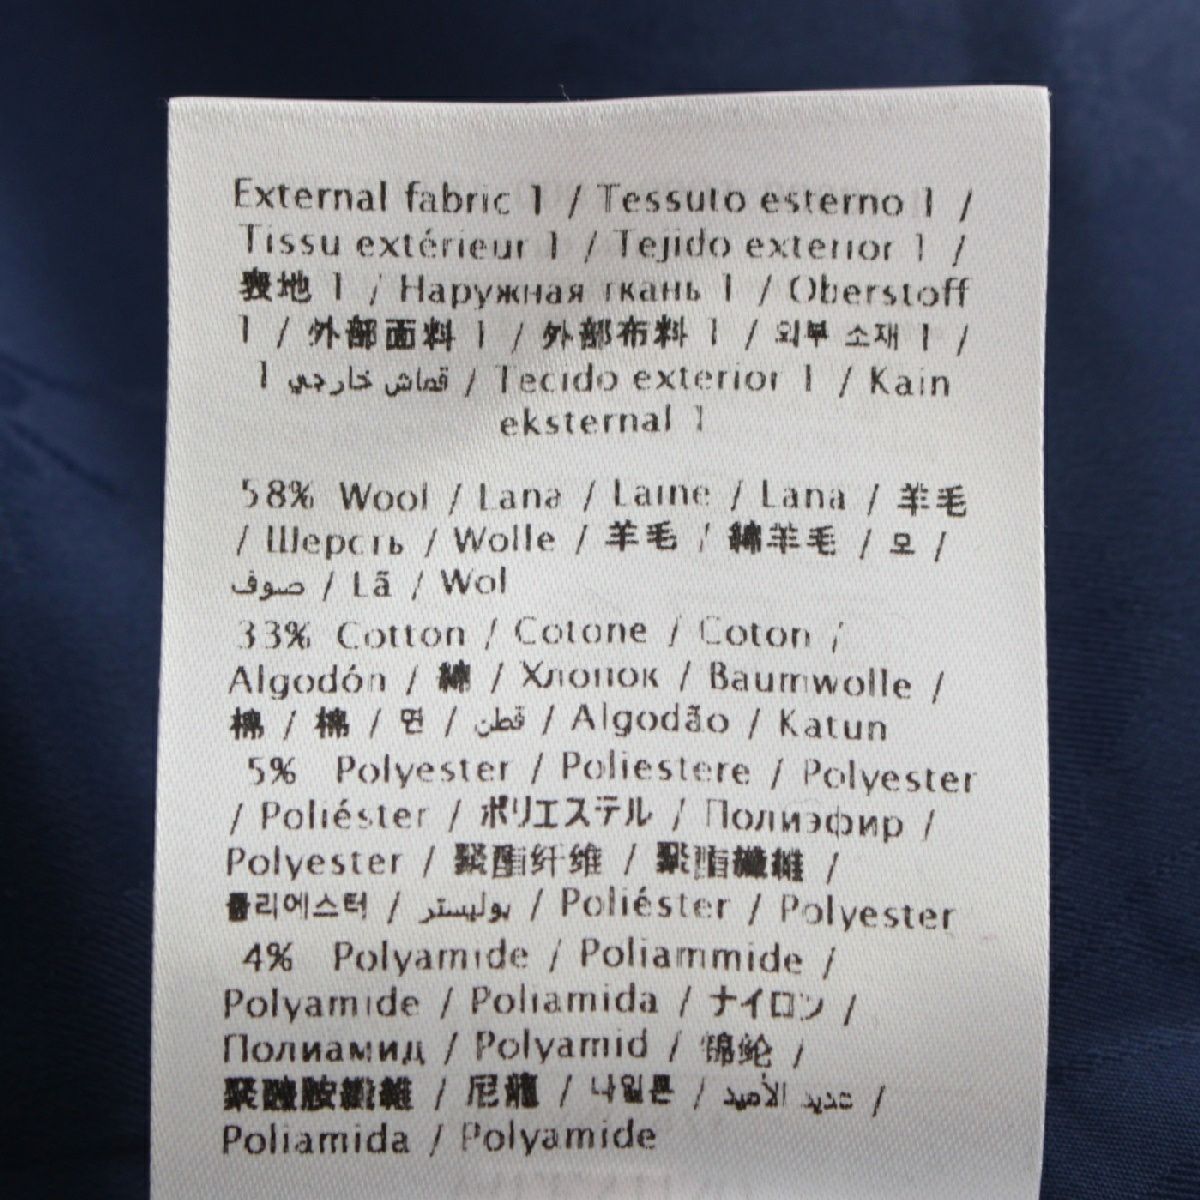 External fabric 1 / Tessuto esterno 1 /
Tissu extérieur 1 / Tejido exterior 1 /
表地 1 / Наружная ткань 1 / Oberstoff
1 / 外部面料 1 / 外部布料 1 / 외부 소재 1 /
1 قماش خارجي / Tecido exterior 1 / Kain
eksternal 1
58% Wool / Lana / Laine / Lana / 羊毛
/ Шерсть / Wolle / 羊毛 / 綿羊毛 / 모 /
صوف / Lã / Wol
33% Cotton / Cotone / Coton /
Algodón / 綿 / Хлопок / Baumwolle /
棉 / 棉 / 면 / قطن / Algodão / Katun
5% Polyester / Poliestere / Polyester
/ Poliéster / ポリエステル / Полиэфир /
Polyester / 聚酯纤维 / 聚酯纖維 /
폴리에스터 / بوليستر / Poliéster / Polyester
4% Polyamide / Poliammide /
Polyamide / Poliamida / ナイロン /
Полиамид / Polyamid / 锦纶 /
聚醯胺纖維 / 尼龍 / 나일론 / عديد الأميد /
Poliamida / Polyamide